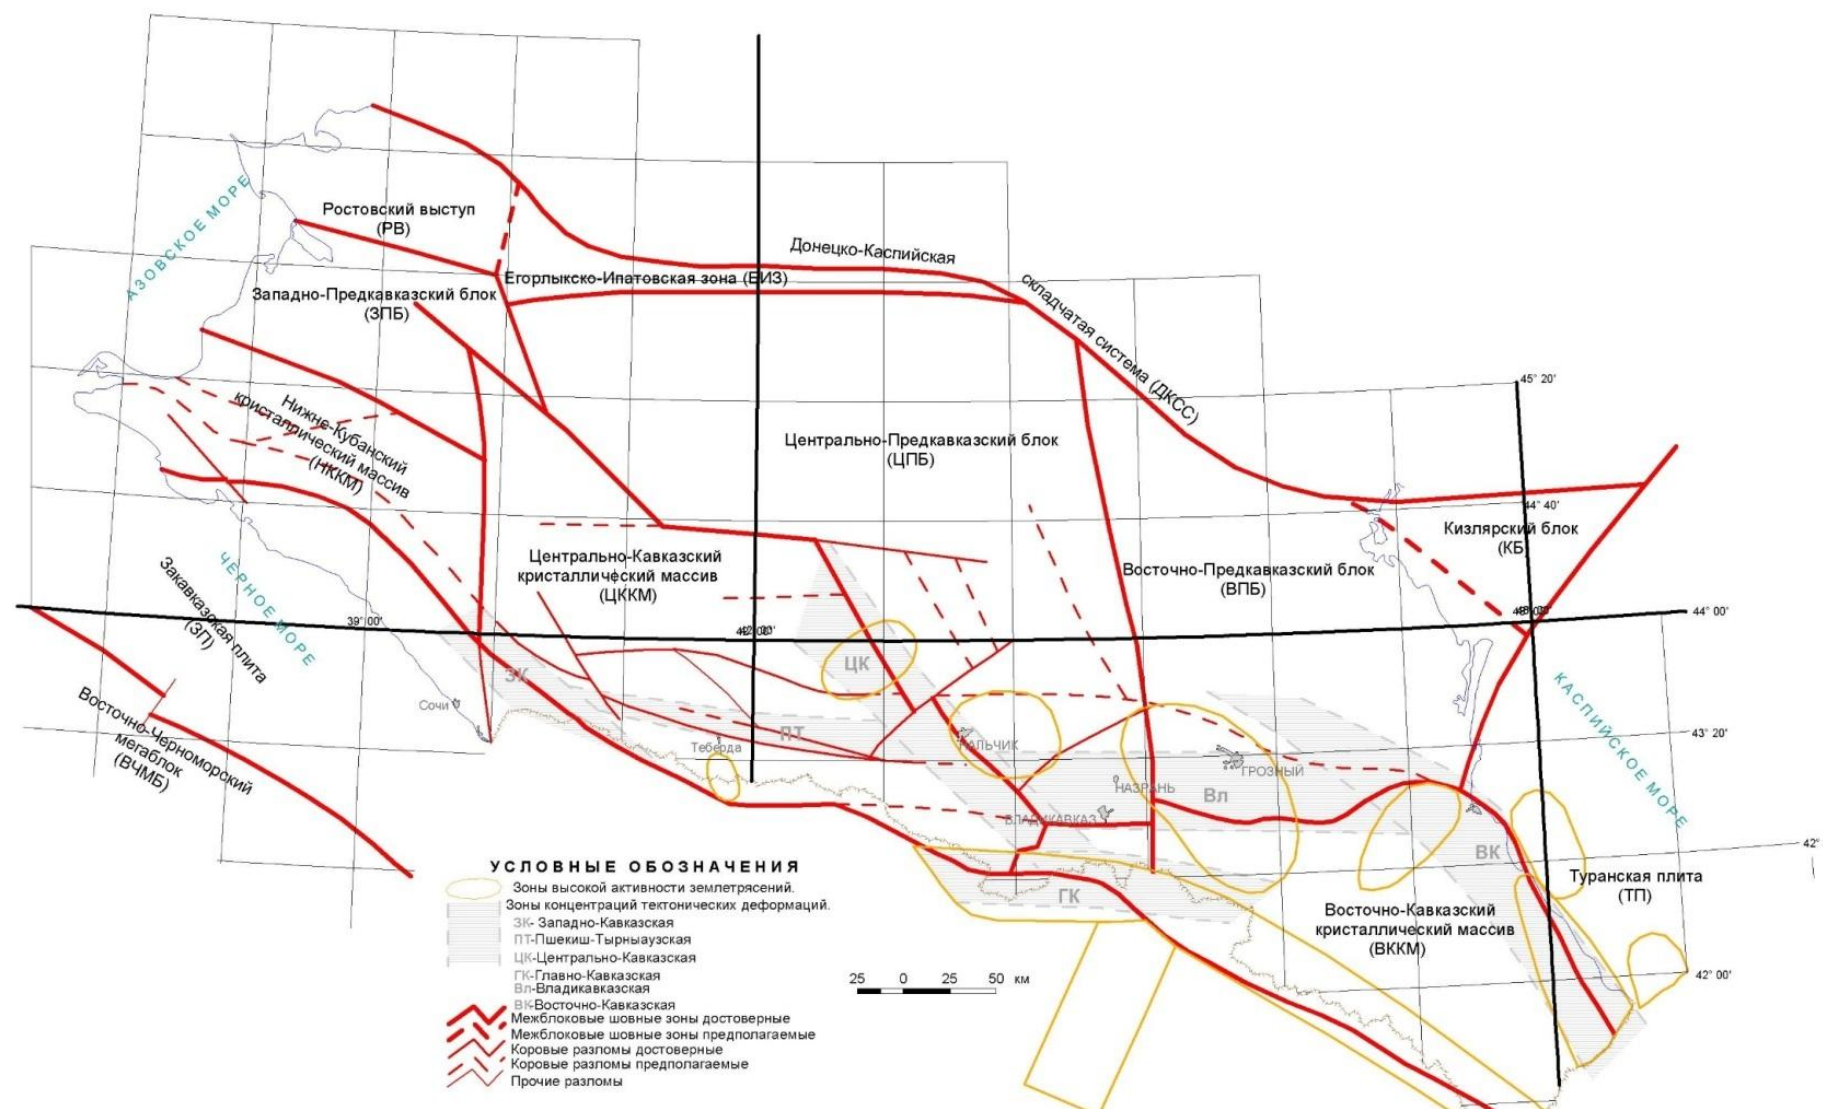 АЗОВСКОЕ МОРЕ
Ростовский выступ
(РВ)
Донецко-Каспийская
складчатая система (ДКСС)
Егорлыкско-Ипатовская зона (ЕИЗ)
Западно-Предкавказский блок
(ЗПБ)
45° 20'
Нижне-Кубанский
кристаллический массив
(НККМ)
Центрально-Предкавказский блок
(ЦПБ)
44° 40'
Кизлярский блок
(КБ)
Центрально-Кавказский
кристаллический массив
(ЦККМ)
Восточно-Предкавказский блок
(ВПБ)
44° 00'
Закавказская плита
(ЗП)
ЧЕРНОЕ МОРЕ
39° 00'
ЗК
ЦК
КАСПИЙСКОЕ МОРЕ
Сочи
Восточно-Черноморский
мегаблок
(ВЧМБ)
Теберда
ПТ
НАЛЬЧИК
43° 20'
ГРОЗНЫЙ
НАЗРАНЬ
Вл
ВЛАДИКАВКАЗ
ВК
42°
ГК
Туранская плита
(ТП)
Восточно-Кавказский
кристаллический массив
(ВККМ)
42° 00'
УСЛОВНЫЕ ОБОЗНАЧЕНИЯ
Зоны высокой активности землетрясений.
Зоны концентраций тектонических деформаций.
ЗК- Западно-Кавказская
ПТ-Пшекиш-Тырныаузская
ЦК-Центрально-Кавказская
ГК-Главно-Кавказская
Вл-Владикавказская
ВК-Восточно-Кавказская
Межблоковые шовные зоны достоверные
Межблоковые шовные зоны предполагаемые
Коровые разломы достоверные
Коровые разломы предполагаемые
Прочие разломы
25 0 25 50 км